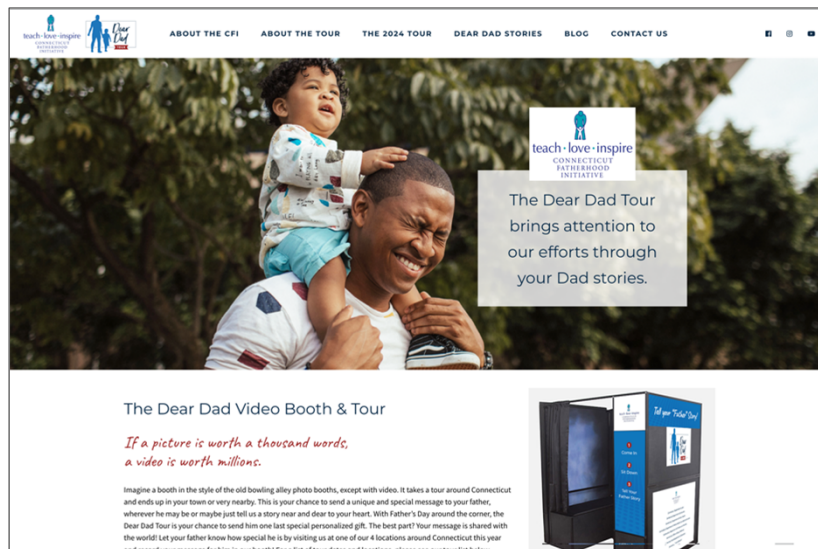 teach·love·inspire
CONNECTICUT
FATHERHOOD
INITIATIVE
Dear
Dad
TOUR
ABOUT THE CFI
ABOUT THE TOUR
THE 2024 TOUR
DEAR DAD STORIES
BLOG
CONTACT US
teach·love·inspire
CONNECTICUT
FATHERHOOD
INITIATIVE
The Dear Dad Tour
brings attention to
our efforts through
your Dad stories.
The Dear Dad Video Booth & Tour
If a picture is worth a thousand words,
a video is worth millions.
Imagine a booth in the style of the old bowling alley photo booths, except with video. It takes a tour around Connecticut
and ends up in your town or very nearby. This is your chance to send a unique and special message to your father,
wherever he may be or maybe just tell us a story near and dear to your heart. With Father's Day around the corner, the
Dear Dad Tour is your chance to send him one last special personalized gift. The best part? Your message is shared with
the world! Let your father know how special he is by visiting us at one of our 4 locations around Connecticut this year
Tell your "Father" Story!
Come In
Sit Down
Tell Your
Father Story